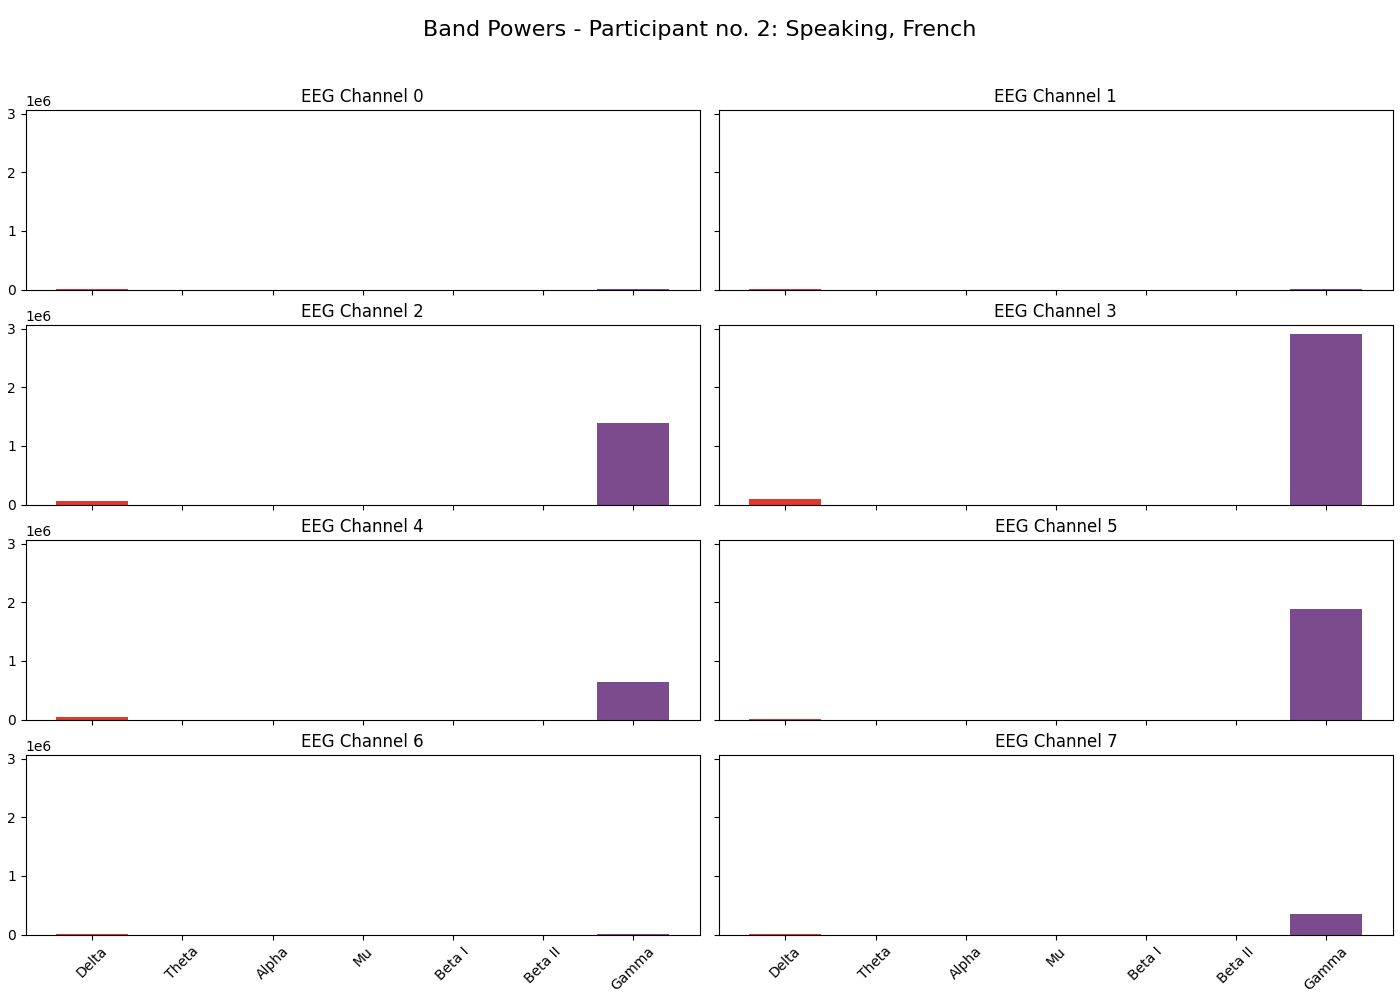 Band Powers - Participant no. 2: Speaking, French
EEG Channel 0
EEG Channel 1
1e6
3
2
1
0
EEG Channel 2
EEG Channel 3
1e6
3
2
1
0
EEG Channel 4
EEG Channel 5
1e6
3
2
1
0
EEG Channel 6
EEG Channel 7
1e6
3
2
1
0
Delta Theta Alpha Mu Beta I Beta II Gamma
Delta Theta Alpha Mu Beta I Beta II Gamma